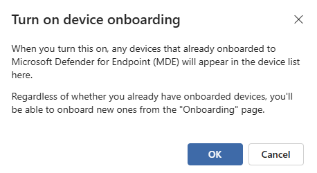 Turn on device onboarding
When you turn this on, any devices that already onboarded to
Microsoft Defender for Endpoint (MDE) will appear in the device list
here.
Regardless of whether you already have onboarded devices, you'll
be able to onboard new ones from the "Onboarding" page.
OK
Cancel